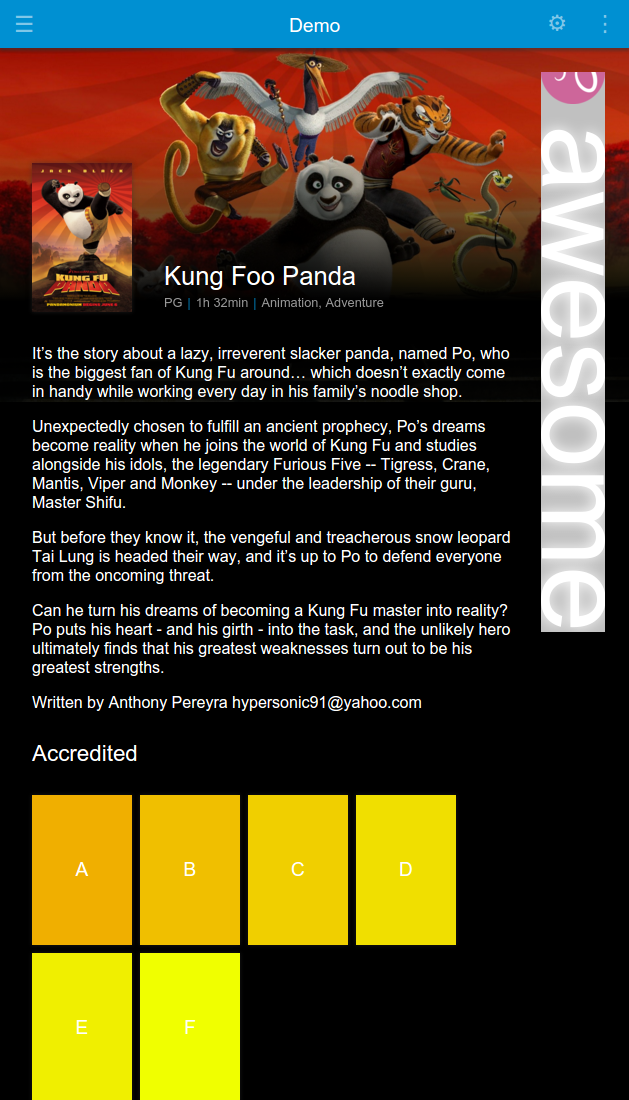 Demo
JACK BLACK
KUNG FU
PANDA
Kung Foo Panda
PG | 1h 32min | Animation, Adventure
awesome
It’s the story about a lazy, irreverent slacker panda, named Po, who
is the biggest fan of Kung Fu around… which doesn’t exactly come
in handy while working every day in his family’s noodle shop.
Unexpectedly chosen to fulfill an ancient prophecy, Po’s dreams
become reality when he joins the world of Kung Fu and studies
alongside his idols, the legendary Furious Five -- Tigress, Crane,
Mantis, Viper and Monkey -- under the leadership of their guru,
Master Shifu.
But before they know it, the vengeful and treacherous snow leopard
Tai Lung is headed their way, and it’s up to Po to defend everyone
from the oncoming threat.
Can he turn his dreams of becoming a Kung Fu master into reality?
Po puts his heart - and his girth - into the task, and the unlikely hero
ultimately finds that his greatest weaknesses turn out to be his
greatest strengths.
Written by Anthony Pereyra hypersonic91@yahoo.com
Accredited
A
B
C
D
E
F